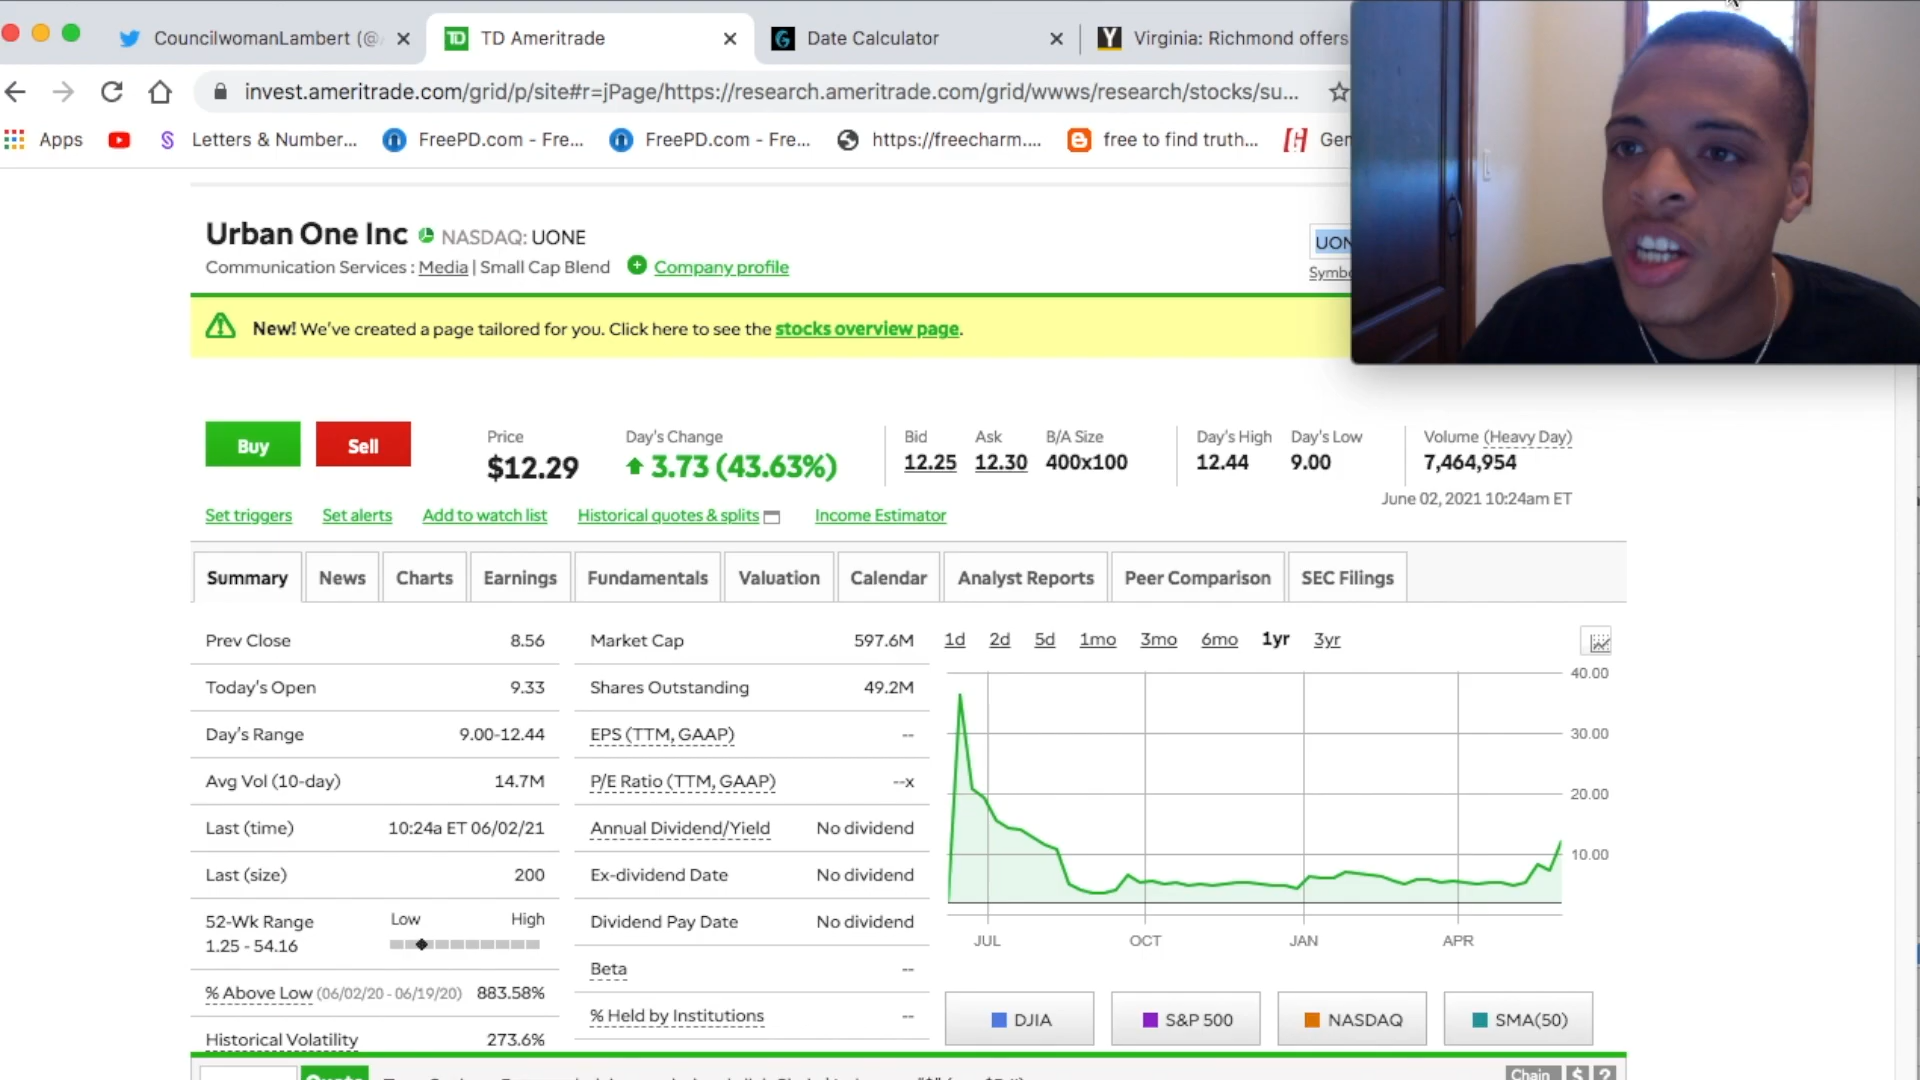 CouncilwomanLambert (@
TD Ameritrade
Date Calculator
Virginia: Richmond offers
invest.ameritrade.com/grid/p/site#r=jPage/https://research.ameritrade.com/grid/wwws/research/stocks/su...
Apps
Letters & Number...
FreePD.com - Fre...
FreePD.com - Fre...
https://freecharm....
free to find truth...
Gem
Urban One Inc NASDAQ: UONE
UON
Communication Services : Media | Small Cap Blend Company profile
Symbo
New! We've created a page tailored for you. Click here to see the stocks overview page.
Buy
Sell
Price
$12.29
Day's Change
3.73 (43.63%)
Bid
12.25
Ask
12.30
B/A Size
400x100
Day's High
12.44
Day's Low
9.00
Volume (Heavy Day)
7,464,954
June 02, 2021 10:24am ET
Set triggers Set alerts Add to watch list Historical quotes & splits Income Estimator
Summary News Charts Earnings Fundamentals Valuation Calendar Analyst Reports Peer Comparison SEC Filings
Prev Close 8.56
Today's Open 9.33
Day's Range 9.00-12.44
Avg Vol (10-day) 14.7M
Last (time) 10:24a ET 06/02/21
Last (size) 200
52-Wk Range Low High
1.25 - 54.16
% Above Low (06/02/20 - 06/19/20) 883.58%
Historical Volatility 273.6%
Market Cap 597.6M
Shares Outstanding 49.2M
EPS (TTM, GAAP) --
P/E Ratio (TTM, GAAP) --x
Annual Dividend/Yield No dividend
Ex-dividend Date No dividend
Dividend Pay Date No dividend
Beta --
% Held by Institutions --
1d 2d 5d 1mo 3mo 6mo 1yr 3yr
40.00
30.00
20.00
10.00
JUL OCT JAN APR
DJIA S&P 500 NASDAQ SMA(50)
Quote
Chain $ ?